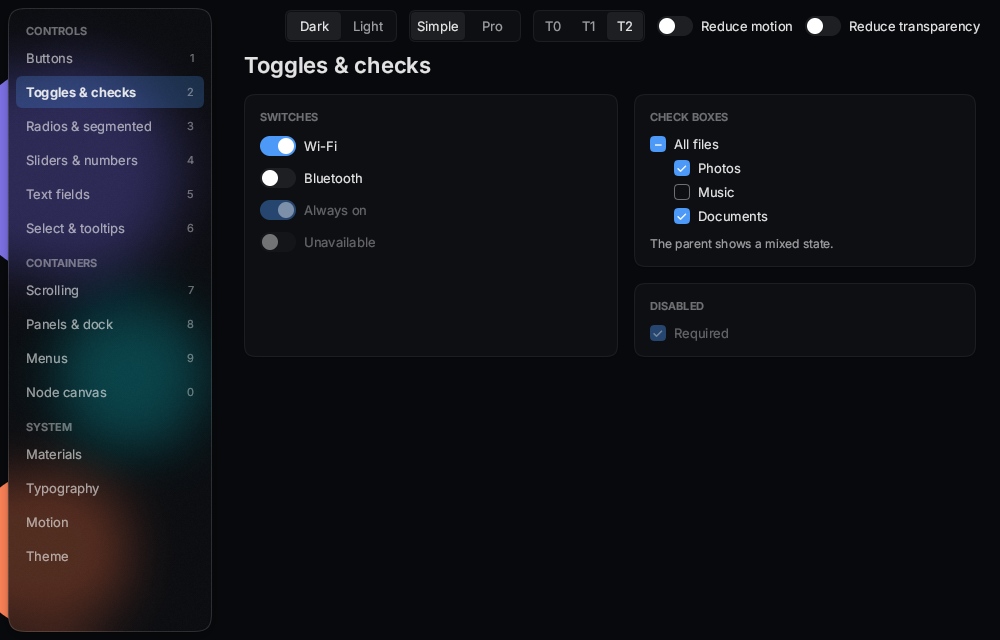 CONTROLS
Buttons 1
Toggles & checks 2
Radios & segmented 3
Sliders & numbers 4
Text fields 5
Select & tooltips 6
CONTAINERS
Scrolling 7
Panels & dock 8
Menus 9
Node canvas 0
SYSTEM
Materials
Typography
Motion
Theme
Dark Light Simple Pro T0 T1 T2 Reduce motion Reduce transparency
Toggles & checks
SWITCHES
Wi-Fi
Bluetooth
Always on
Unavailable
CHECK BOXES
All files
Photos
Music
Documents
The parent shows a mixed state.
DISABLED
Required